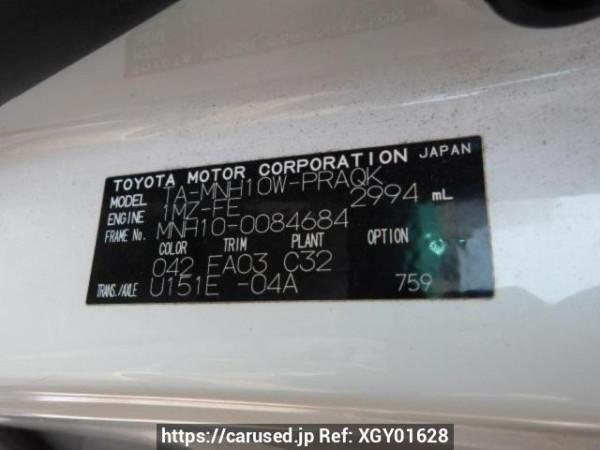 TOYOTA MOTOR CORPORATION JAPAN
MODEL TA-MNH10W-PRAQK
ENGINE 1MZ-FE 2994 mL
FRAME No. MNH10-0084684
COLOR TRIM PLANT OPTION
042 FA03 C32
TRANS./AXLE U151E -04A 759
https://carused.jp Ref: XGY01628